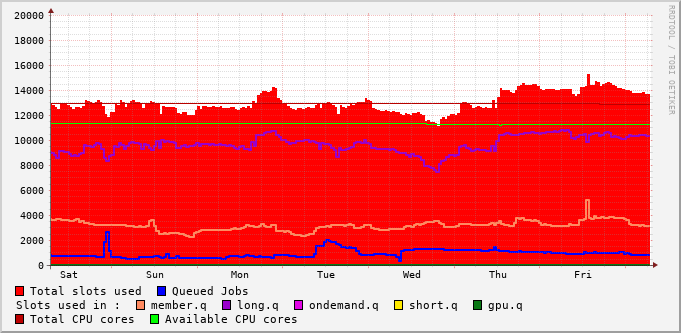 RRDTOOL / TOBI OETIKER
20000
18000
16000
14000
12000
10000
8000
6000
4000
2000
0
Sat Sun Mon Tue Wed Thu Fri
Total slots used Queued Jobs
Slots used in : member.q long.q ondemand.q short.q gpu.q
Total CPU cores Available CPU cores